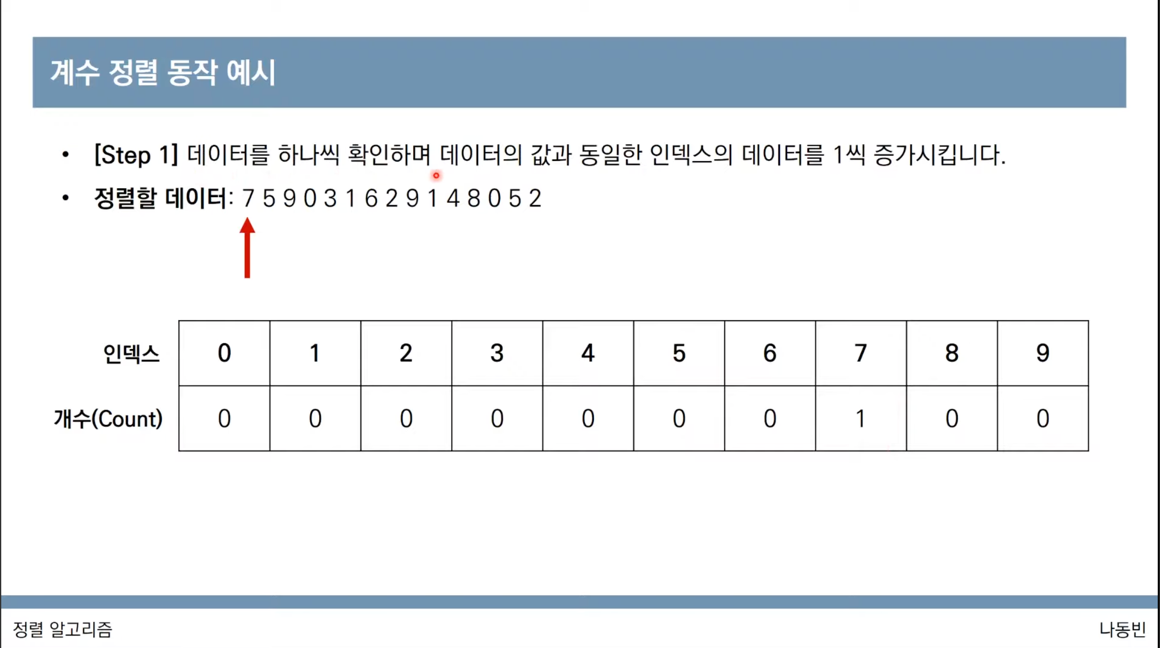 계수 정렬 동작 예시
• [Step 1] 데이터를 하나씩 확인하며 데이터의 값과 동일한 인덱스의 데이터를 1씩 증가시킵니다.
• 정렬할 데이터: 7 5 9 0 3 1 6 2 9 1 4 8 0 5 2
인덱스 0 1 2 3 4 5 6 7 8 9
개수(Count) 0 0 0 0 0 0 0 1 0 0
정렬 알고리즘 나동빈